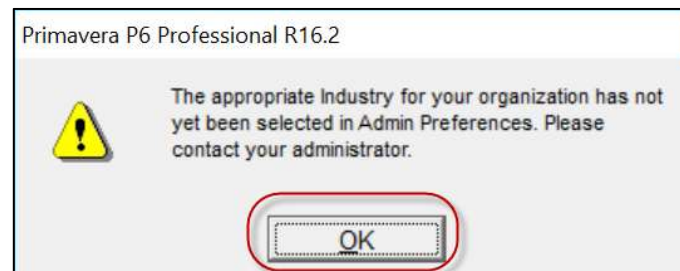 Primavera P6 Professional R16.2
The appropriate Industry for your organization has not
yet been selected in Admin Preferences. Please
contact your administrator.
OK